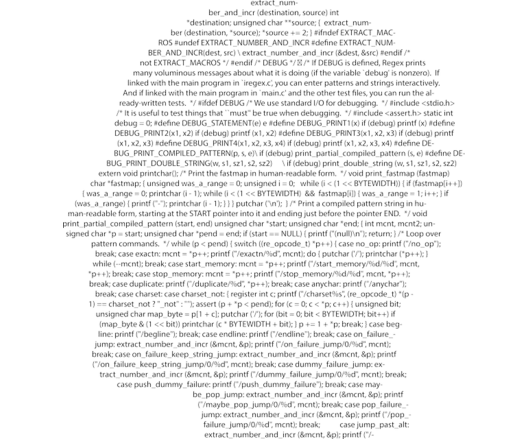 extract_num-
ber_and_incr (destination, source) int
*destination; unsigned char **source; { extract_num-
ber (destination, *source); *source += 2; } #ifndef EXTRACT_MAC-
ROS #undef EXTRACT_NUMBER_AND_INCR #define EXTRACT_NUM-
BER_AND_INCR(dest, src) \ extract_number_and_incr (&dest, &src) #endif /*
not EXTRACT_MACROS */ #endif /* DEBUG */ /* If DEBUG is defined, Regex prints
many voluminous messages about what it is doing (if the variable `debug' is nonzero). If
linked with the main program in `iregex.c', you can enter patterns and strings interactively.
And if linked with the main program in `main.c' and the other test files, you can run the al-
ready-written tests. */ #ifdef DEBUG /* We use standard I/O for debugging. */ #include <stdio.h>
/* It is useful to test things that ``must'' be true when debugging. */ #include <assert.h> static int
debug = 0; #define DEBUG_STATEMENT(e) e #define DEBUG_PRINT1(x) if (debug) printf (x) #define
DEBUG_PRINT2(x1, x2) if (debug) printf (x1, x2) #define DEBUG_PRINT3(x1, x2, x3) if (debug) printf
(x1, x2, x3) #define DEBUG_PRINT4(x1, x2, x3, x4) if (debug) printf (x1, x2, x3, x4) #define DE-
BUG_PRINT_COMPILED_PATTERN(p, s, e)\ if (debug) print_partial_compiled_pattern (s, e) #define DE-
BUG_PRINT_DOUBLE_STRING(w, s1, sz1, s2, sz2) \ if (debug) print_double_string (w, s1, sz1, s2, sz2)
extern void printchar (); /* Print the fastmap in human-readable form. */ void print_fastmap (fastmap)
char *fastmap; { unsigned was_a_range = 0; unsigned i = 0; while (i < (1 << BYTEWIDTH)) { if (fastmap[i++])
{ was_a_range = 0; printchar (i - 1); while (i < (1 << BYTEWIDTH) && fastmap[i]) { was_a_range = 1; i++; } if
(was_a_range) { printf ("-"); printchar (i - 1); } } } putchar ('\n'); } /* Print a compiled pattern string in hu-
man-readable form, starting at the START pointer into it and ending just before the pointer END. */ void
print_partial_compiled_pattern (start, end) unsigned char *start; unsigned char *end; { int mcnt, mcnt2; un-
signed char *p = start; unsigned char *pend = end; if (start == NULL) { printf ("(null)\n"); return; } /* Loop over
pattern commands. */ while (p < pend) { switch ((re_opcode_t) *p++) { case no_op: printf ("/no_op");
break; case exactn: mcnt = *p++; printf ("/exactn/%d", mcnt); do { putchar ('/'); printchar (*p++); }
while (--mcnt); break; case start_memory: mcnt = *p++; printf ("/start_memory/%d/%d", mcnt,
*p++); break; case stop_memory: mcnt = *p++; printf ("/stop_memory/%d/%d", mcnt, *p++);
break; case duplicate: printf ("/duplicate/%d", *p++); break; case anychar: printf ("/anychar");
break; case charset: case charset_not: { register int c; printf ("/charset%s", (re_opcode_t) *(p -
1) == charset_not ? "_not" : ""); assert (p + *p < pend); for (c = 0; c < *p; c++) { unsigned bit;
unsigned char map_byte = p[1 + c]; putchar ('/'); for (bit = 0; bit < BYTEWIDTH; bit++) if
(map_byte & (1 << bit)) printchar (c * BYTEWIDTH + bit); } p += 1 + *p; break; } case beg-
line: printf ("/begline"); break; case endline: printf ("/endline"); break; case on_failure_-
jump: extract_number_and_incr (&mcnt, &p); printf ("/on_failure_jump/0/%d", mcnt);
break; case on_failure_keep_string_jump: extract_number_and_incr (&mcnt, &p); printf
("/on_failure_keep_string_jump/0/%d", mcnt); break; case dummy_failure_jump: ex-
tract_number_and_incr (&mcnt, &p); printf ("/dummy_failure_jump/0/%d", mcnt); break;
case push_dummy_failure: printf ("/push_dummy_failure"); break; case may-
be_pop_jump: extract_number_and_incr (&mcnt, &p); printf
("/maybe_pop_jump/0/%d", mcnt); break; case pop_failure_-
jump: extract_number_and_incr (&mcnt, &p); printf ("/pop_-
failure_jump/0/%d", mcnt); break; case jump_past_alt:
extract_number_and_incr (&mcnt, &p); printf ("/-